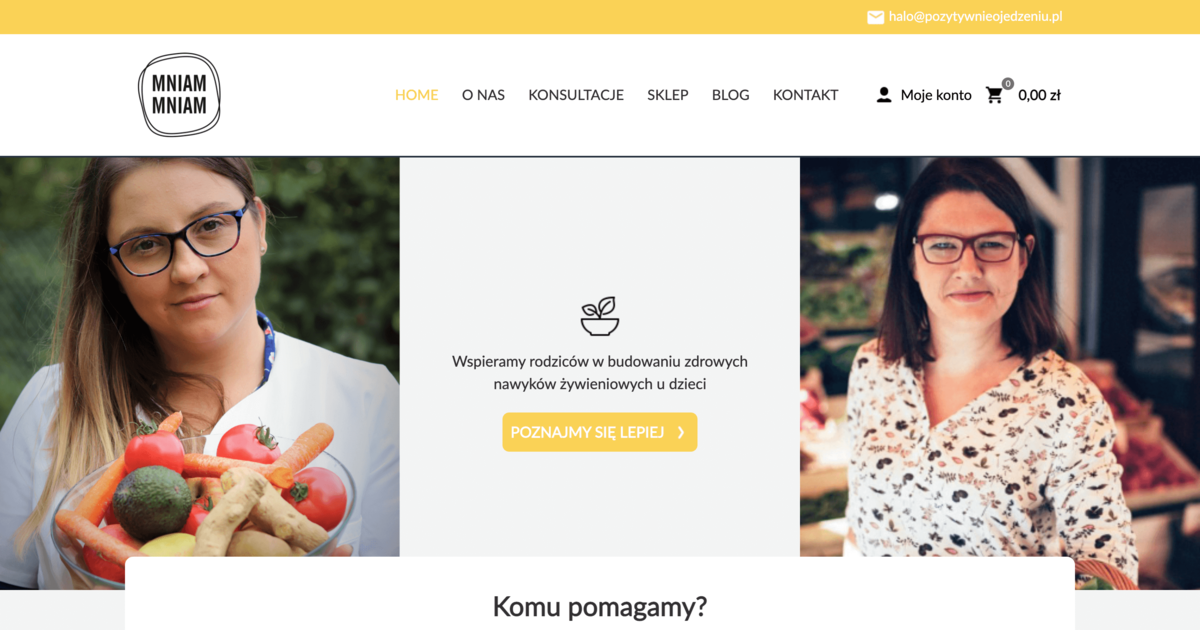 halo@pozytywnieojedzeniu.pl
MNIAM
MNIAM
HOME O NAS KONSULTACJE SKLEP BLOG KONTAKT Moje konto 0 0,00 zł
Wspieramy rodziców w budowaniu zdrowych
nawyków żywieniowych u dzieci
POZNAJMY SIĘ LEPIEJ
Komu pomagamy?